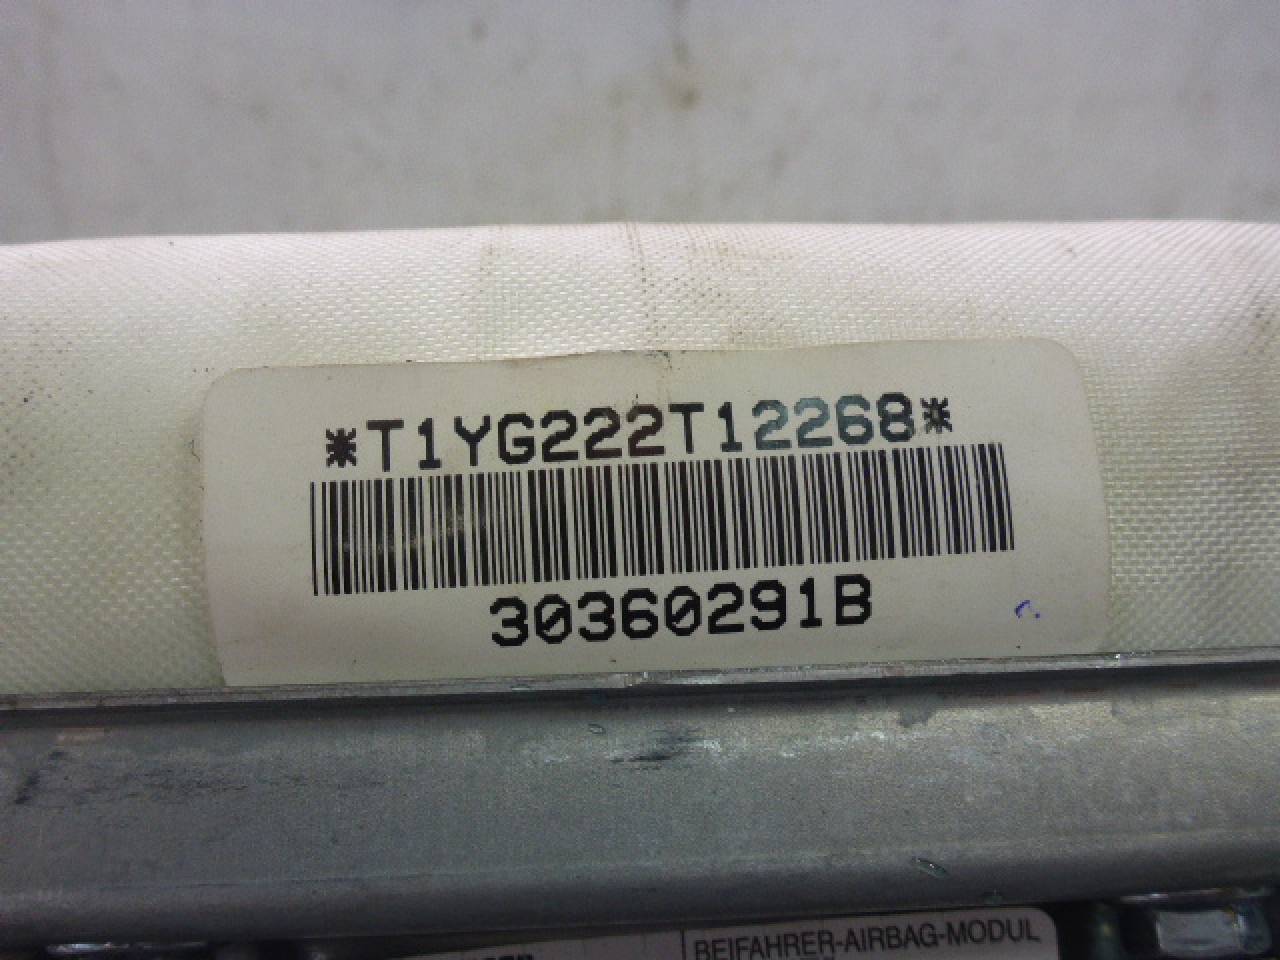 *T1YG222T12268*
30360291B
BEIFAHRER-AIRBAG-MODUL